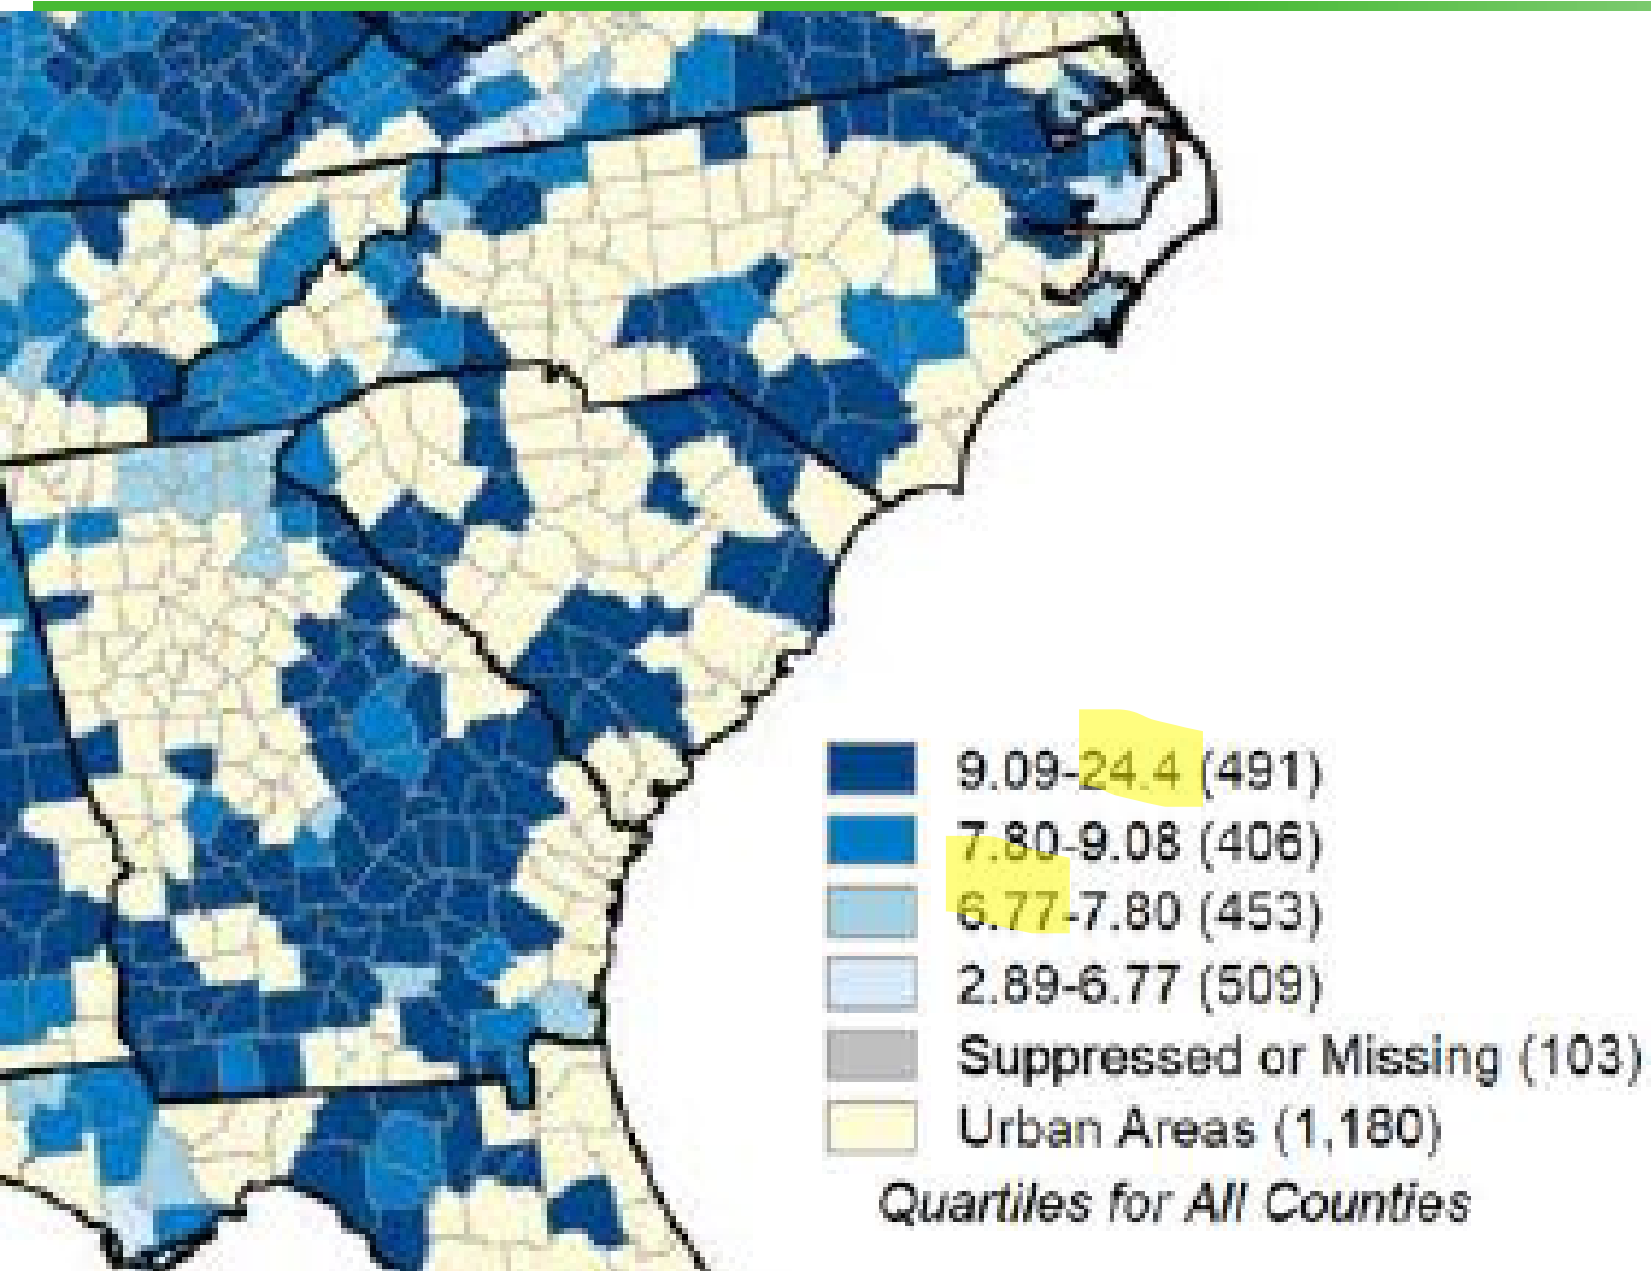 9.09-24.4 (491)
7.80-9.08 (406)
6.77-7.80 (453)
2.89-6.77 (509)
Suppressed or Missing (103)
Urban Areas (1,180)
Quartiles for All Counties